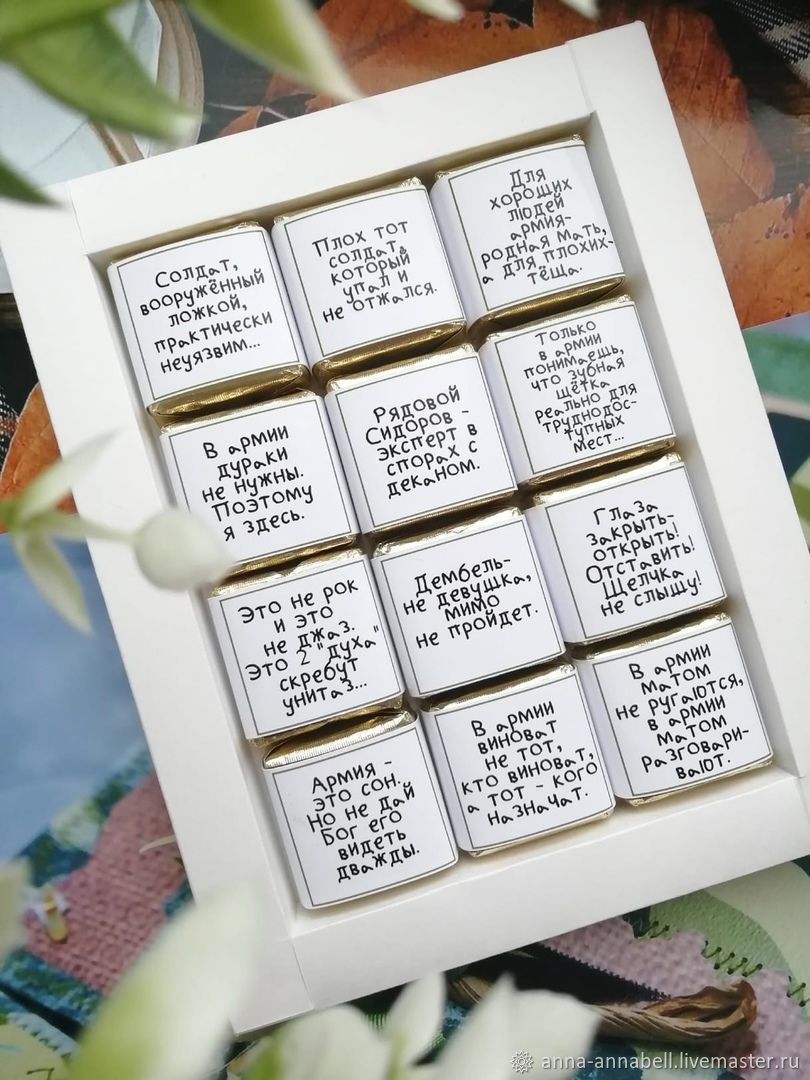 Солдат,
вооружённый
ложкой,
практически
неуязвим...
Плох тот
солдат,
который
упал и
не отжался.
Для
хороших
людей
армия-
родная мать,
а для плохих-
тёща.
В армии
дураки
не нужны.
Поэтому
я здесь.
Рядовой
Сидоров -
эксперт в
спорах с
деканом.
Только
в армии
понимаешь,
что зубная
щётка
реально для
труднодос-
тупных
мест...
Это не рок
и это
не джаз.
Это 2 "духа"
скребут
унитаз...
Дембель-
не девушка,
мимо
не пройдет.
Глаза
закрыть-
открыть!
Отставить!
Щелчка
не слышу!
Армия -
это сон.
Но не дай
Бог его
видеть
дважды.
В армии
виноват
не тот,
кто виноват,
а тот - кого
назначат.
В армии
матом
не ругаются,
в армии
матом
разговари-
вают.
anna-annabell.livemaster.ru